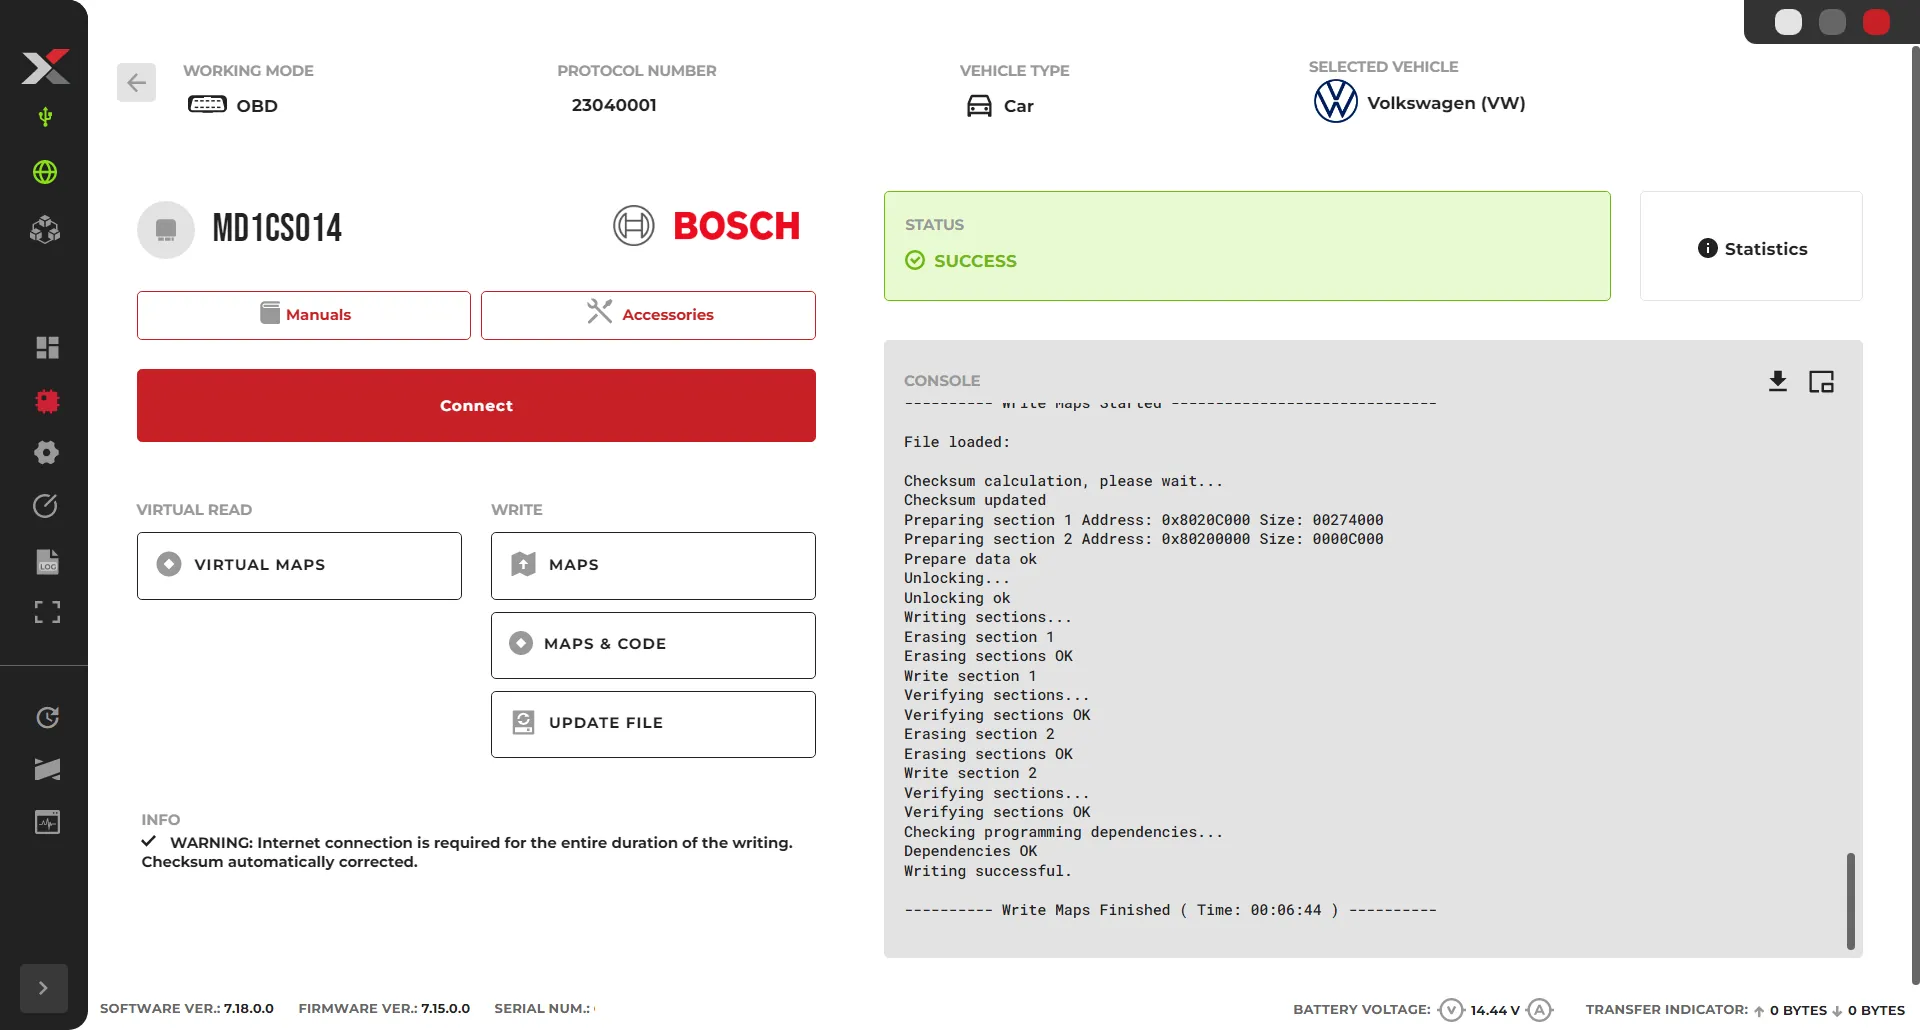 WORKING MODE
OBD
PROTOCOL NUMBER
23040001
VEHICLE TYPE
Car
SELECTED VEHICLE
Volkswagen (VW)
MD1CS014
BOSCH
Manuals
Accessories
Connect
VIRTUAL READ
VIRTUAL MAPS
WRITE
MAPS
MAPS & CODE
UPDATE FILE
INFO
WARNING: Internet connection is required for the entire duration of the writing.
Checksum automatically corrected.
STATUS
SUCCESS
Statistics
CONSOLE
---------- Write Maps Started ------------------------------
File loaded:
Checksum calculation, please wait...
Checksum updated
Preparing section 1 Address: 0x8020C000 Size: 00274000
Preparing section 2 Address: 0x80200000 Size: 0000C000
Prepare data ok
Unlocking...
Unlocking ok
Writing sections...
Erasing section 1
Erasing sections OK
Write section 1
Verifying sections...
Verifying sections OK
Erasing section 2
Erasing sections OK
Write section 2
Verifying sections...
Verifying sections OK
Checking programming dependencies...
Dependencies OK
Writing successful.
---------- Write Maps Finished ( Time: 00:06:44 ) ----------
LOG
SOFTWARE VER.: 7.18.0.0
FIRMWARE VER.: 7.15.0.0
SERIAL NUM.:
BATTERY VOLTAGE: V 14.44 V A
TRANSFER INDICATOR: 0 BYTES 0 BYTES